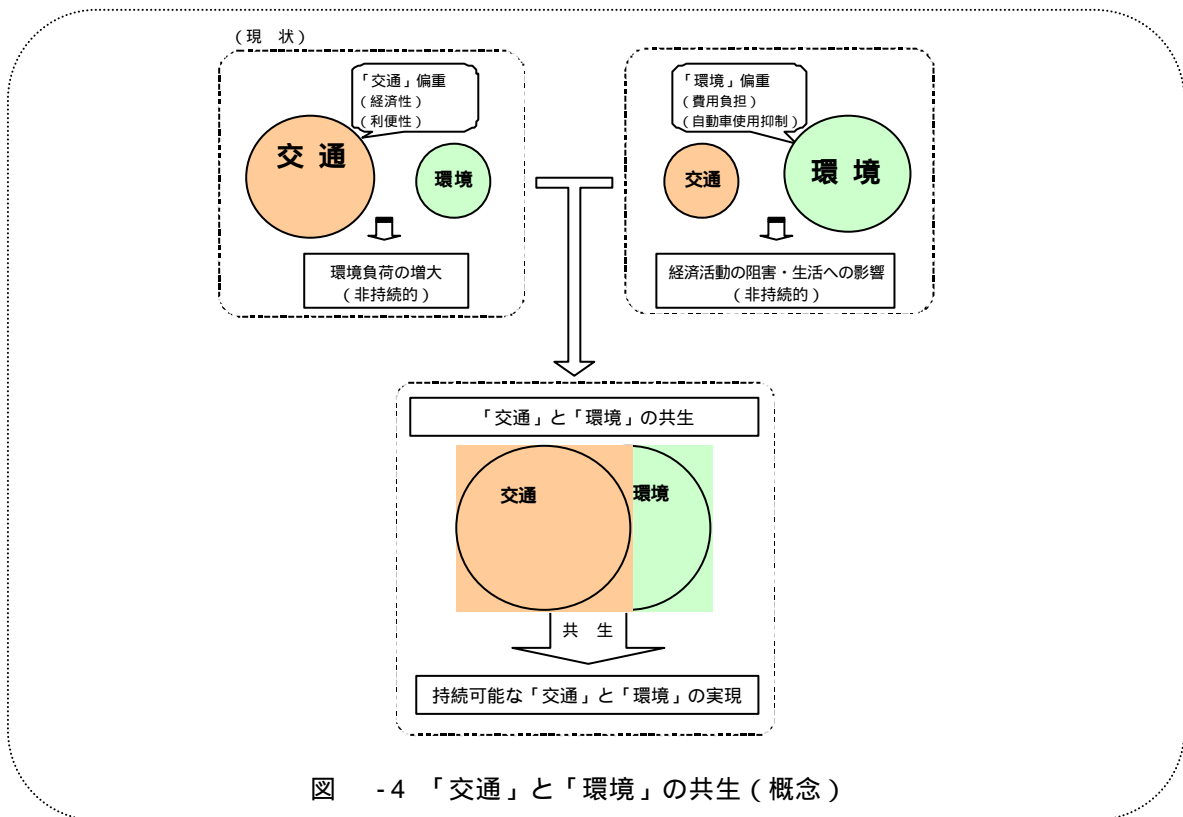 (現 状)
「交通」偏重
(経済性)
(利便性)
交 通
環境
環境負荷の増大
(非持続的)
「環境」偏重
(費用負担)
(自動車使用抑制)
交通
環 境
経済活動の阻害・生活への影響
(非持続的)
「交通」と「環境」の共生
交通
環境
共 生
持続可能な「交通」と「環境」の実現
図 -4 「交通」と「環境」の共生(概念)